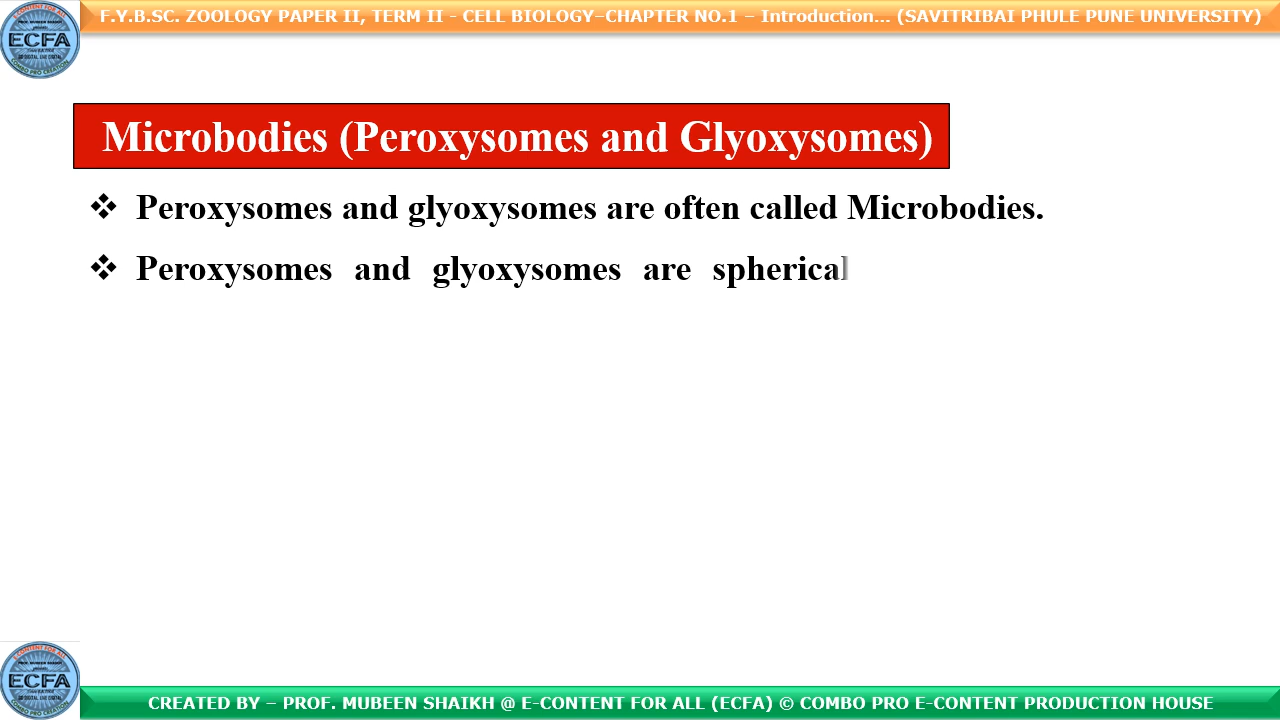 F.Y.B.SC. ZOOLOGY PAPER II, TERM II - CELL BIOLOGY–CHAPTER NO.1 – Introduction... (SAVITRIBAI PHULE PUNE UNIVERSITY)
ECFA
Microbodies (Peroxysomes and Glyoxysomes)
❖ Peroxysomes and glyoxysomes are often called Microbodies.
❖ Peroxysomes and glyoxysomes are spherical
ECFA
CREATED BY – PROF. MUBEEN SHAIKH @ E-CONTENT FOR ALL (ECFA) © COMBO PRO E-CONTENT PRODUCTION HOUSE